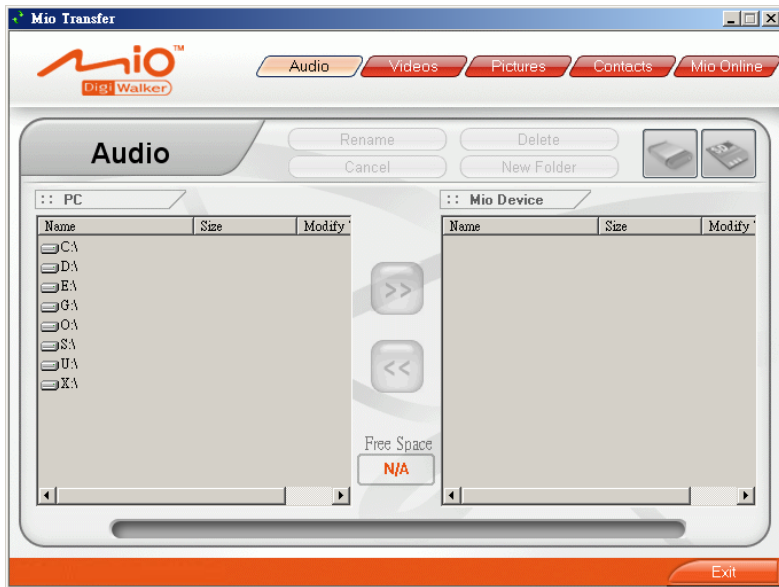 Mio Transfer
mio™
DigiWalker
Audio
Videos
Pictures
Contacts
Mio Online
Audio
Rename
Delete
Cancel
New Folder
:: PC
:: Mio Device
Name Size Modify
Name Size Modify
C:\
D:\
E:\
G:\
O:\
S:\
U:\
X:\
>>
<<
Free Space
N/A
Exit